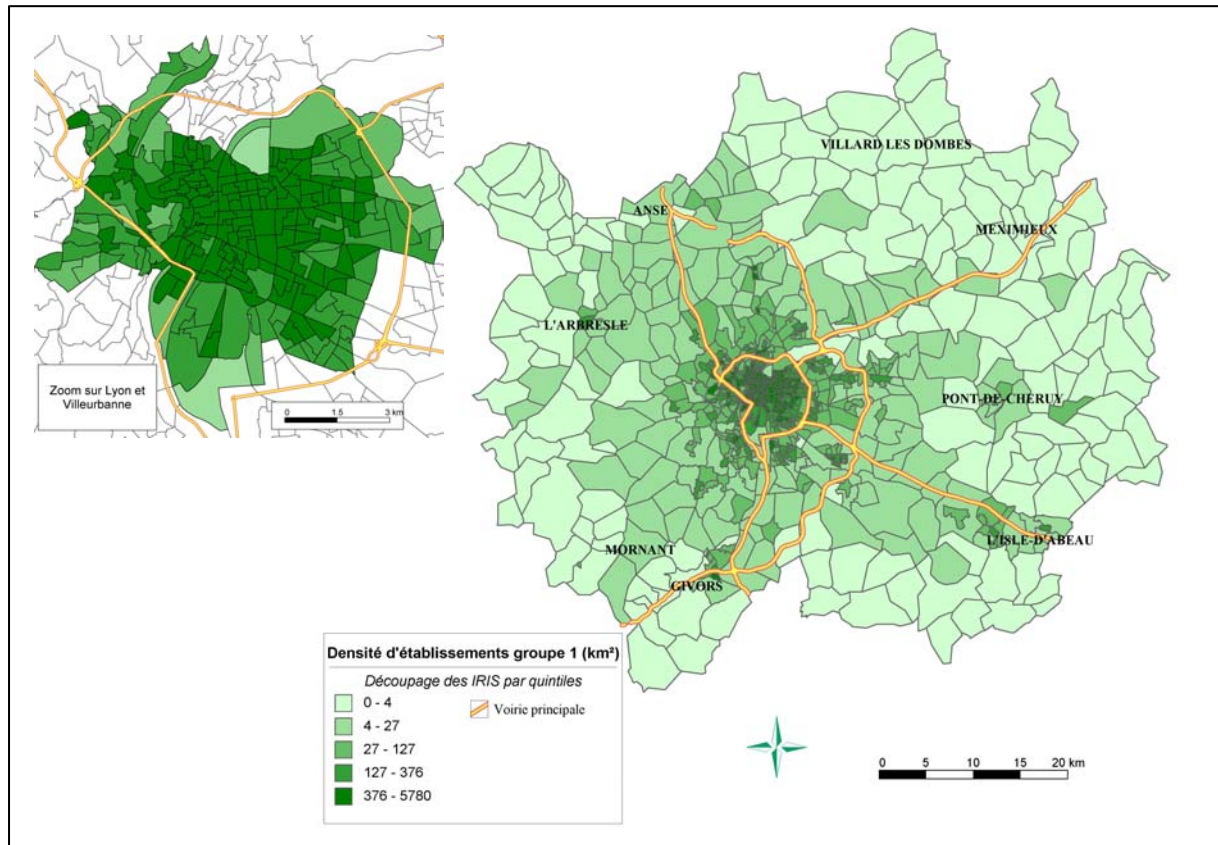 Zoom sur Lyon et
Villeurbanne
0 1.5 3 km
VILLARD LES DOMBES
ANSE
MEXIMIEUX
L'ARBRESLE
PONT-DE-CHERUY
MORNANT
L'ISLE-D'ABEAU
GIVORS
Densité d'établissements groupe 1 (km²)
Découpage des IRIS par quintiles
0 - 4
Voirie principale
4 - 27
27 - 127
127 - 376
376 - 5780
0 5 10 15 20 km